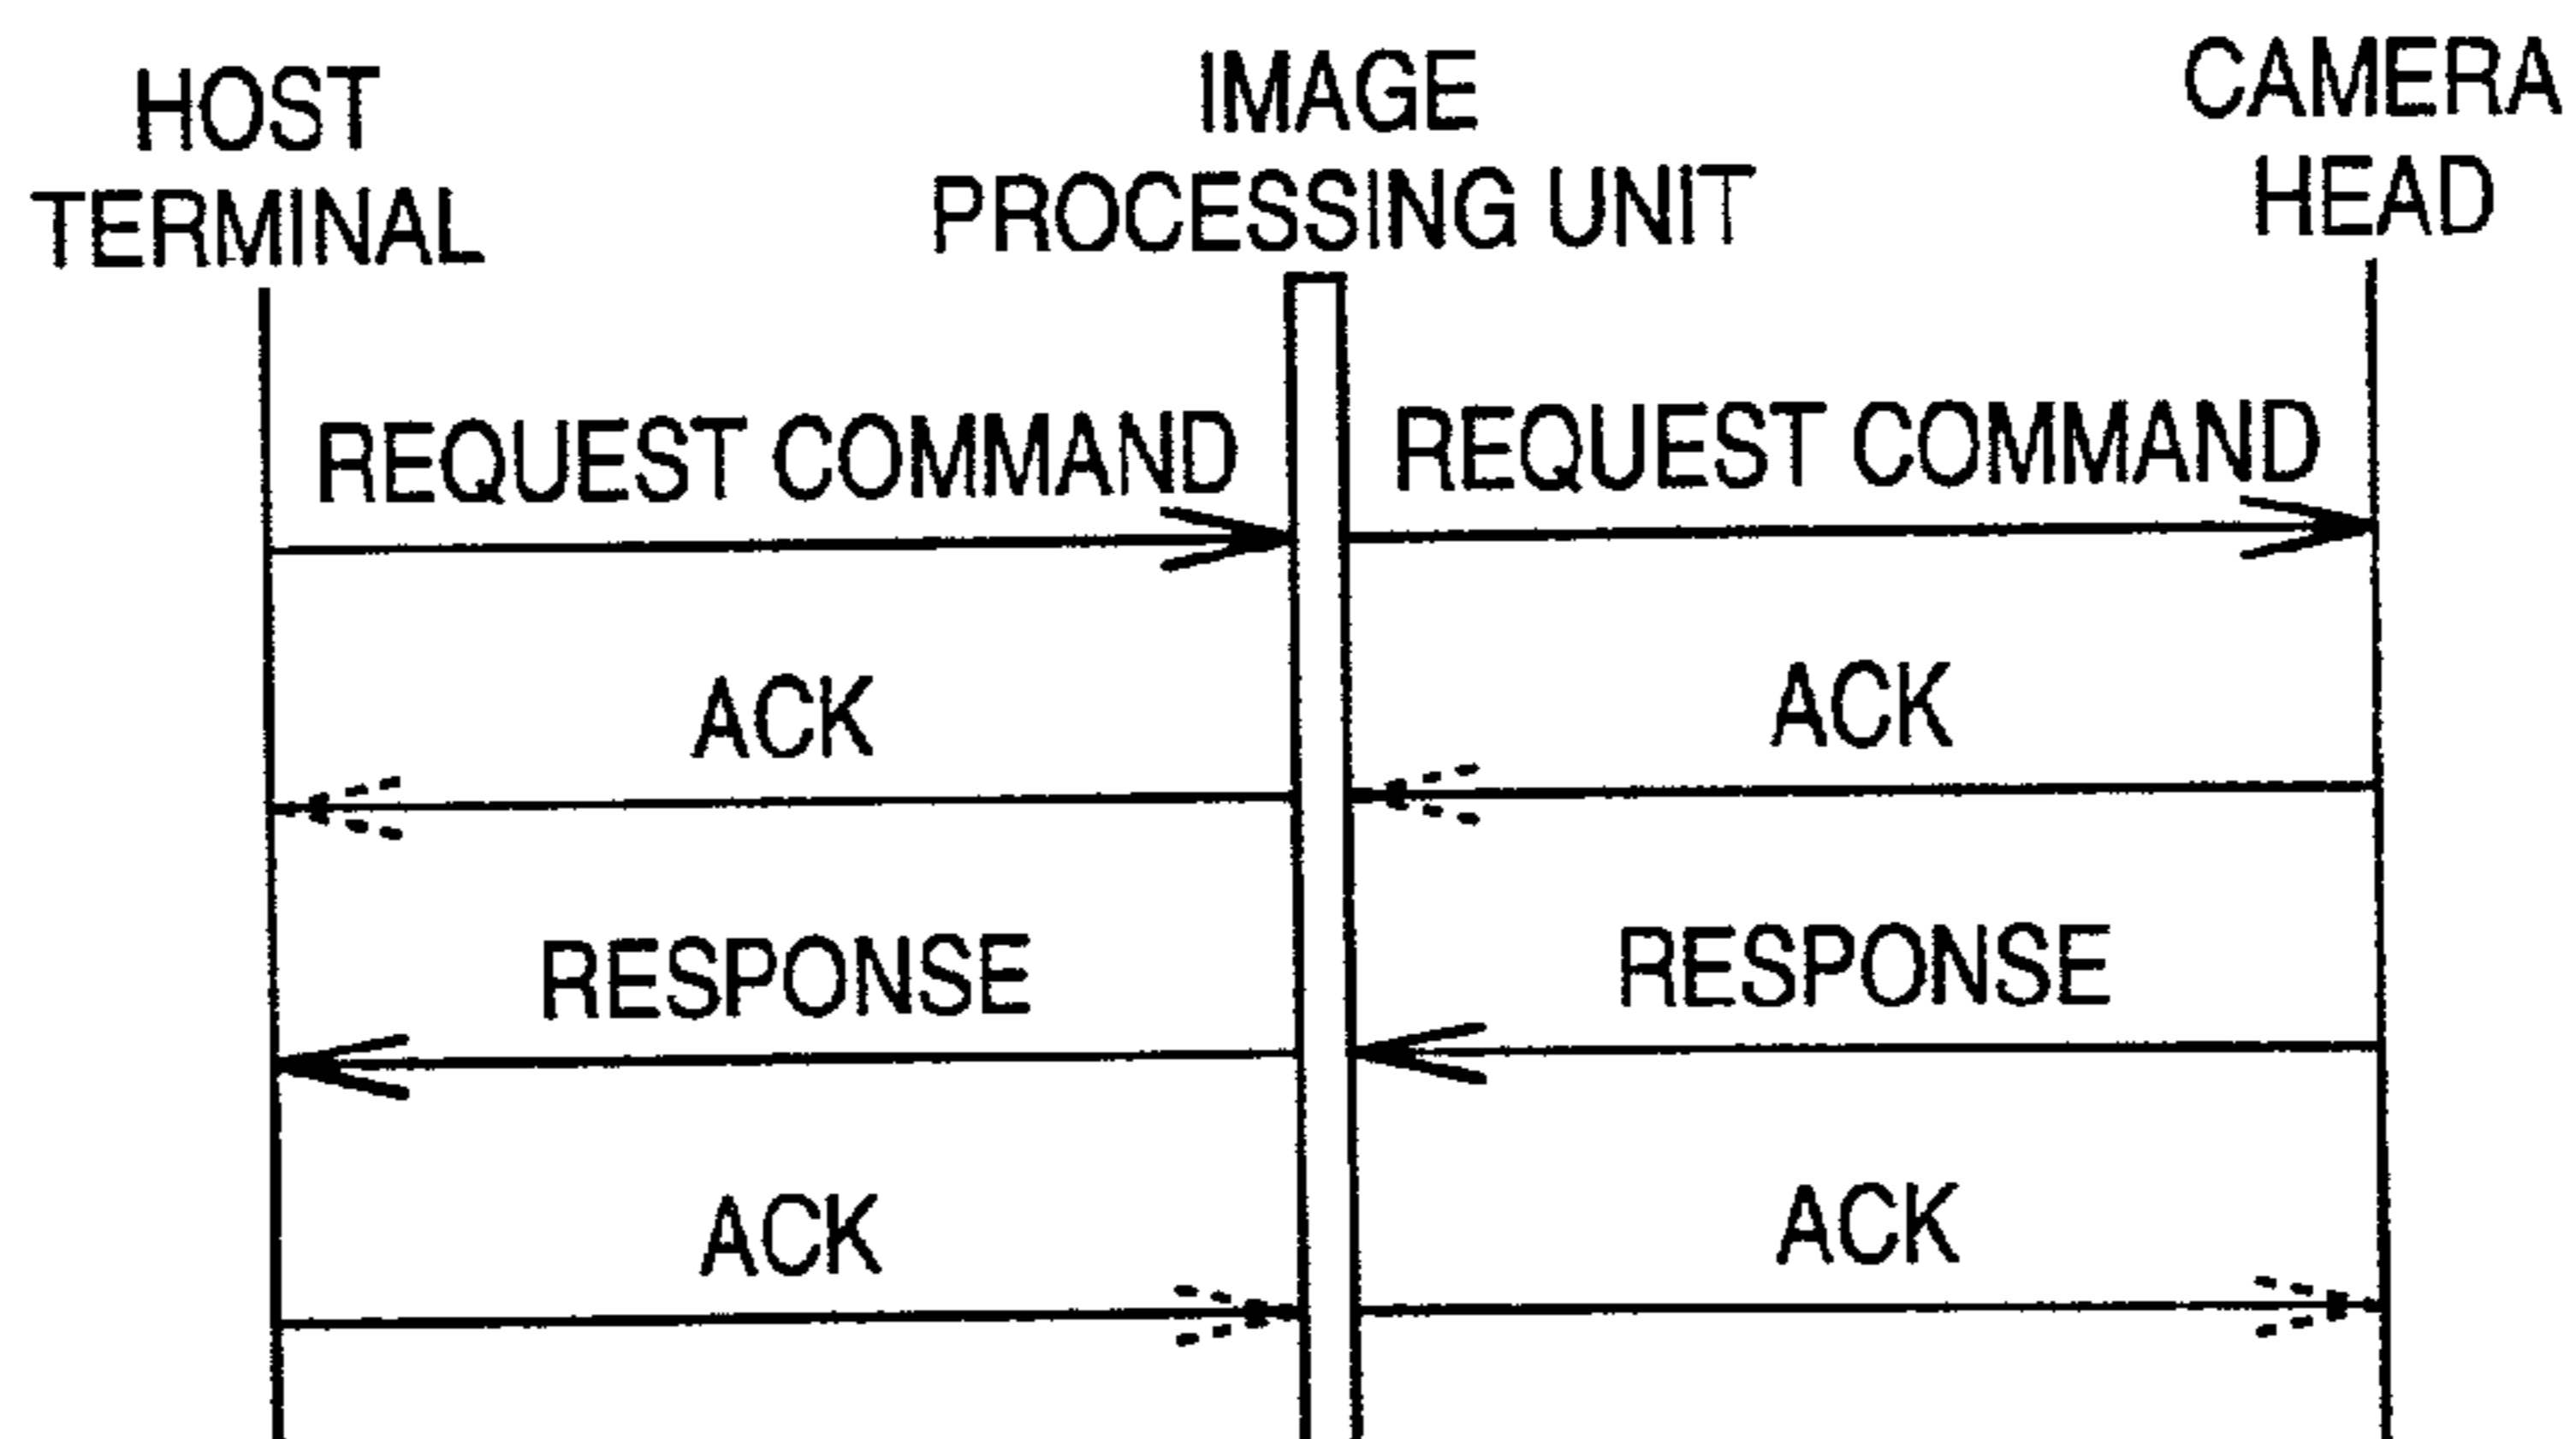 HOST
TERMINAL
IMAGE
PROCESSING UNIT
CAMERA
HEAD
REQUEST COMMAND
REQUEST COMMAND
ACK
ACK
RESPONSE
RESPONSE
ACK
ACK